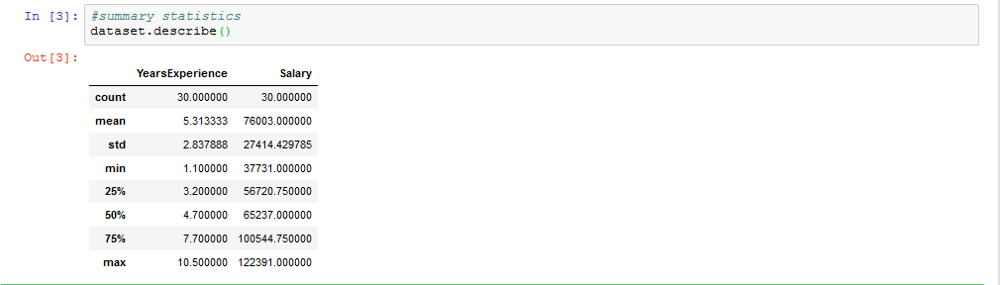 In [3]: #summary statistics
dataset.describe()
Out[3]:
YearsExperience Salary
count 30.000000 30.000000
mean 5.313333 76003.000000
std 2.837888 27414.429785
min 1.100000 37731.000000
25% 3.200000 56720.750000
50% 4.700000 65237.000000
75% 7.700000 100544.750000
max 10.500000 122391.000000